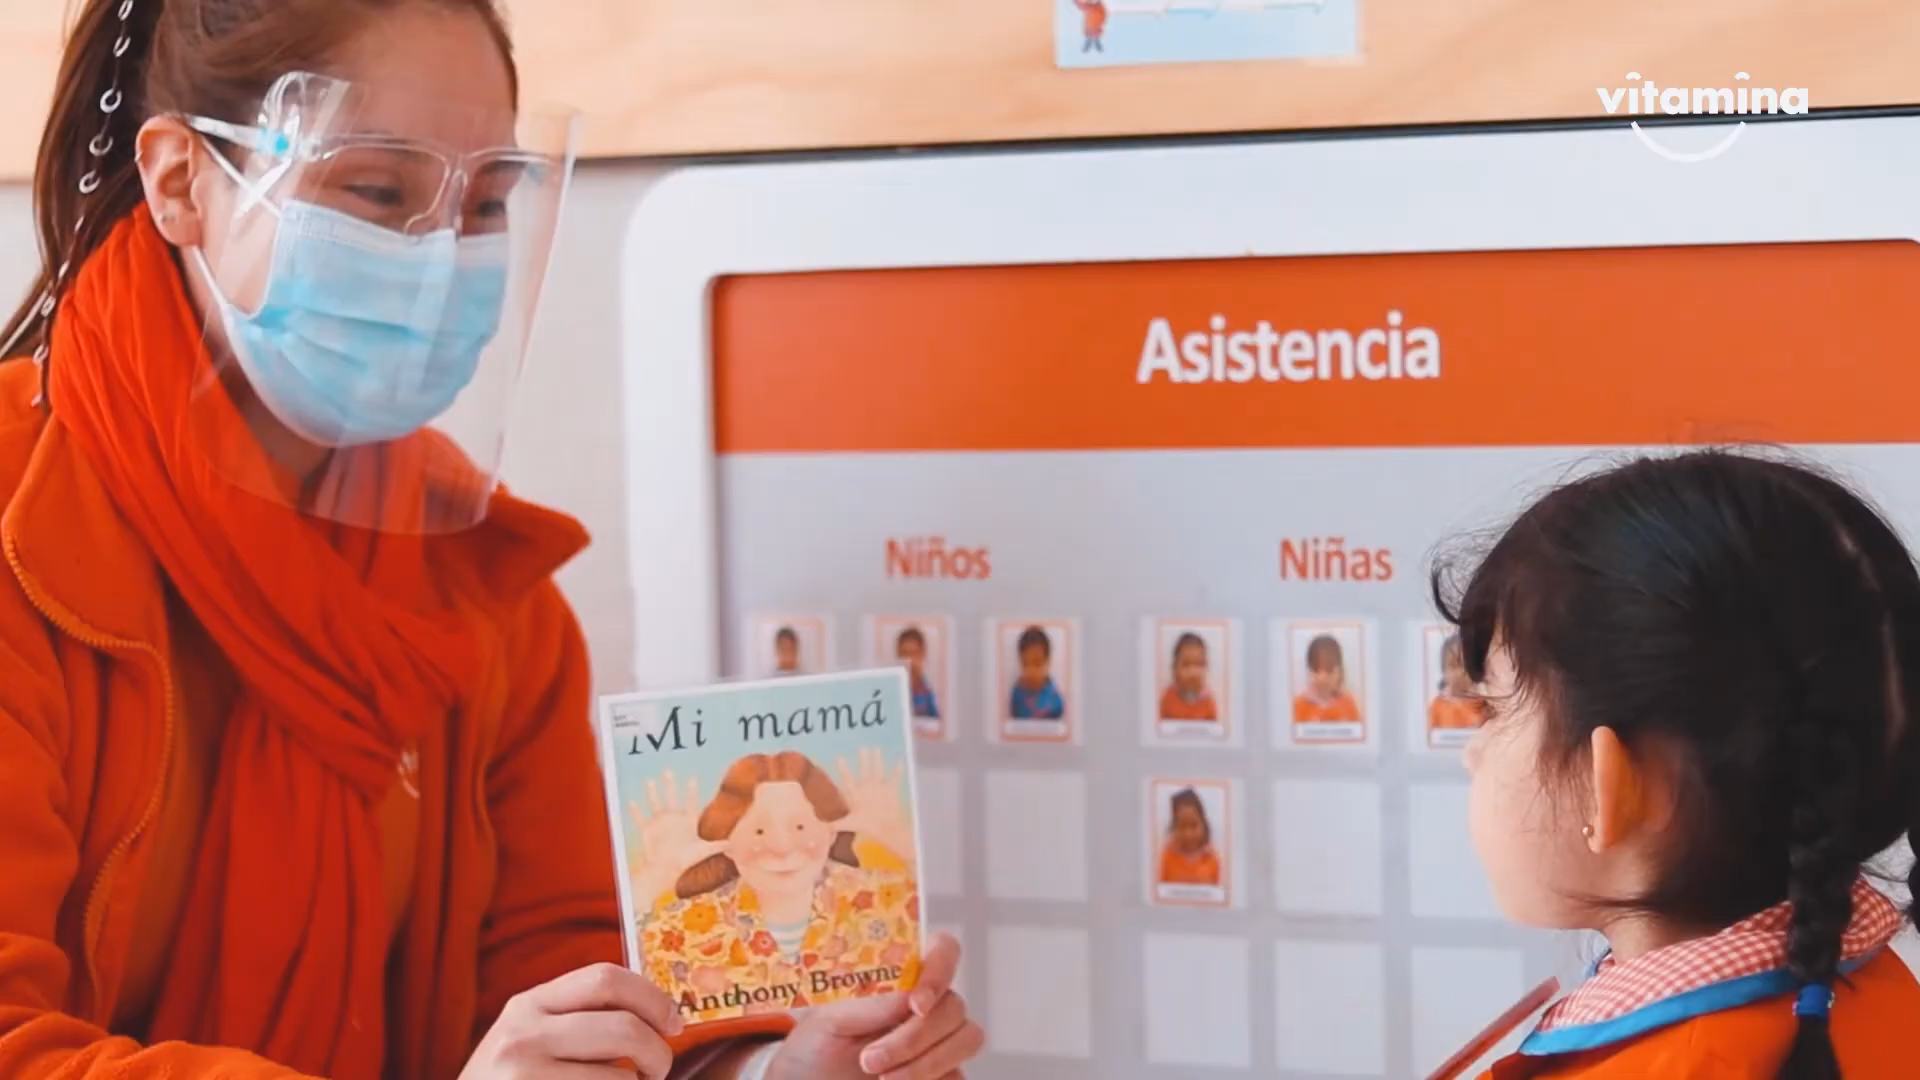 vitamina
Asistencia
Niños
Niñas
Mi mamá
Anthony Browne